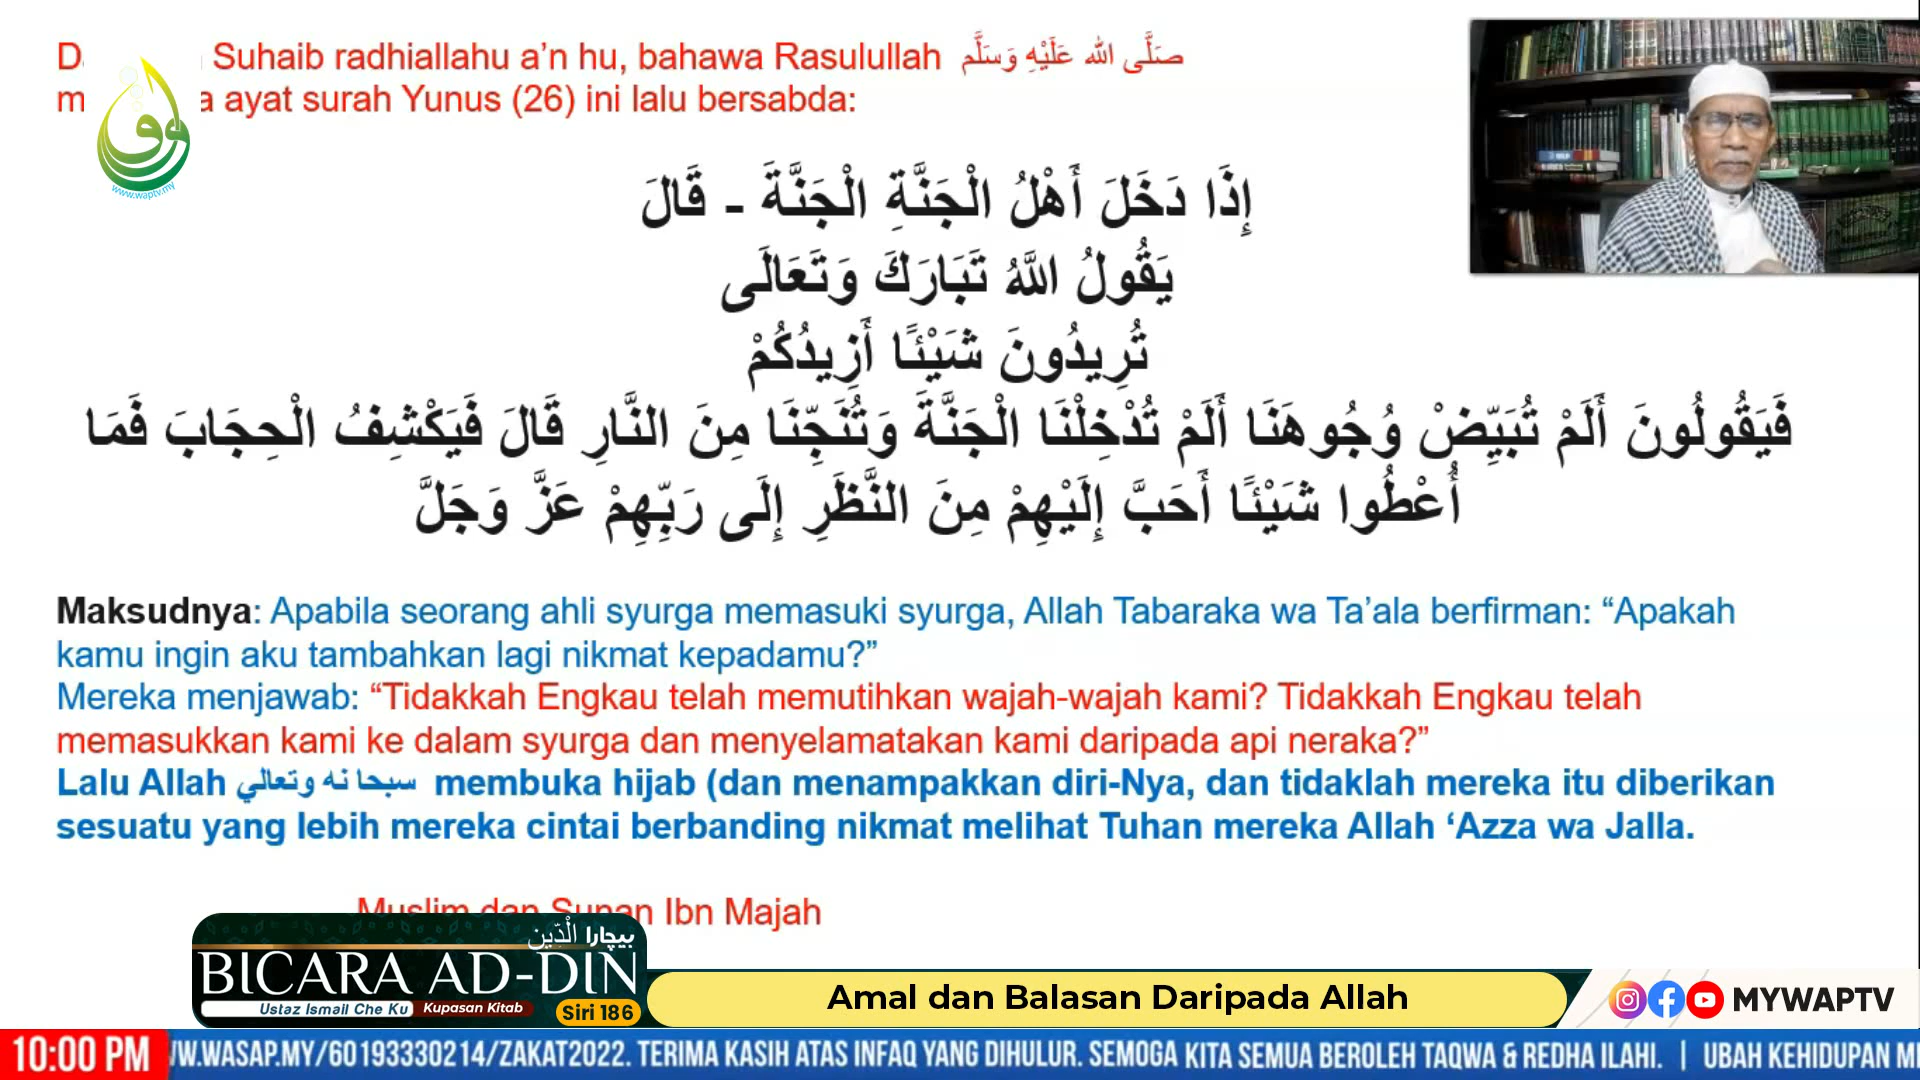 Suhaib radhiallahu a’n hu, bahawa Rasulullah صَلَّى الله عَلَيْهِ وَسَلَّم
ayat surah Yunus (26) ini lalu bersabda:
www.waptv.my
إِذَا دَخَلَ أَهْلُ الْجَنَّةِ الْجَنَّةَ - قَالَ
يَقُولُ اللَّهُ تَبَارَكَ وَتَعَالَى
تُرِيدُونَ شَيْئًا أَزِيدُكُمْ
فَيَقُولُونَ أَلَمْ تُبَيِّضْ وُجُوهَنَا أَلَمْ تُدْخِلْنَا الْجَنَّةَ وَتُنَجِّنَا مِنَ النَّارِ قَالَ فَيَكْشِفُ الْحِجَابَ فَمَا
أُعْطُوا شَيْئًا أَحَبَّ إِلَيْهِمْ مِنَ النَّظَرِ إِلَى رَبِّهِمْ عَزَّ وَجَلَّ
Maksudnya: Apabila seorang ahli syurga memasuki syurga, Allah Tabaraka wa Ta’ala berfirman: “Apakah
kamu ingin aku tambahkan lagi nikmat kepadamu?”
Mereka menjawab: “Tidakkah Engkau telah memutihkan wajah-wajah kami? Tidakkah Engkau telah
memasukkan kami ke dalam syurga dan menyelamatakan kami daripada api neraka?”
Lalu Allah سبحا نه وتعالي membuka hijab (dan menampakkan diri-Nya, dan tidaklah mereka itu diberikan
sesuatu yang lebih mereka cintai berbanding nikmat melihat Tuhan mereka Allah ‘Azza wa Jalla.
Muslim dan Sunan Ibn Majah
بيچارا الْدِّين
BICARA AD-DIN
Ustaz Ismail Che Ku Kupasan Kitab
Siri 186
Amal dan Balasan Daripada Allah
MYWAPTV
10:00 PM WW.WASAP.MY/60193330214/ZAKAT2022. TERIMA KASIH ATAS INFAQ YANG DIHULUR. SEMOGA KITA SEMUA BEROLEH TAQWA & REDHA ILAHI. | UBAH KEHIDUPAN